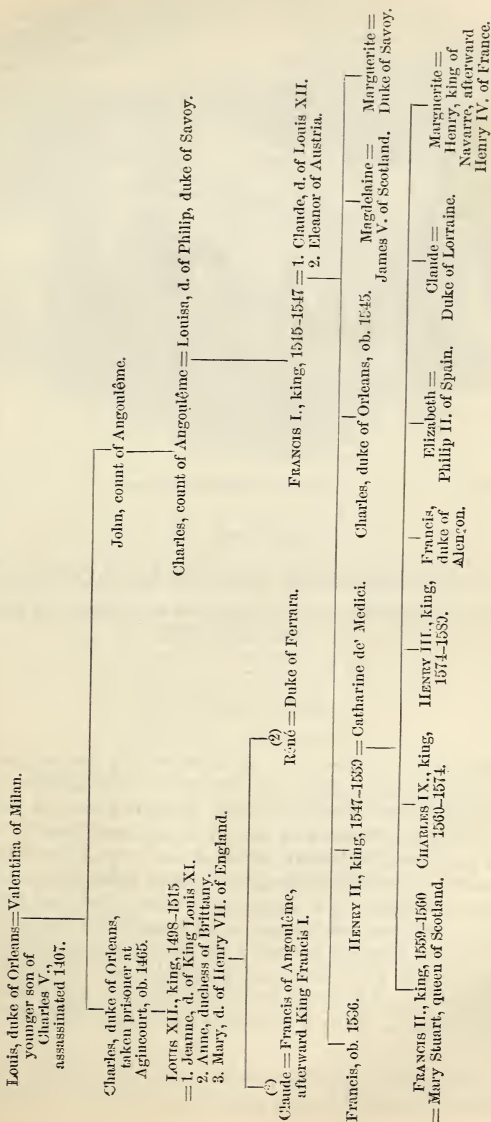 Louis, duke of Orleans = Valentina of Milan.
younger son of
Charles V.,
assassinated 1407.
Charles, duke of Orleans,
taken prisoner at
Agincourt, ob. 1465.
John, count of Angoulême.
LOUIS XII., king, 1498–1515
= 1. Jeanne, d. of King Louis XI.
2. Anne, duchess of Brittany.
3. Mary, d. of Henry VII. of England.
Charles, count of Angoulême = Louisa, d. of Philip, duke of Savoy.
(1)
Claude = Francis of Angoulême,
afterward King Francis I.
(2)
Réné = Duke of Ferrara.
FRANCIS I., king, 1515–1547 = 1. Claude, d. of Louis XII.
2. Eleanor of Austria.
Francis, ob. 1536.
HENRY II., king, 1547–1559 = Catharine de' Medici.
Charles, duke of Orleans, ob. 1545.
Magdelaine =
James V. of Scotland.
Marguerite =
Duke of Savoy.
FRANCIS II., king, 1559–1560
= Mary Stuart, queen of Scotland.
CHARLES IX., king,
1560–1574.
HENRY III., king,
1574–1589.
Francis,
duke of
Alençon.
Elizabeth =
Philip II. of Spain.
Claude =
Duke of Lorraine.
Marguerite =
Henry, king of
Navarre, afterward
Henry IV. of France.